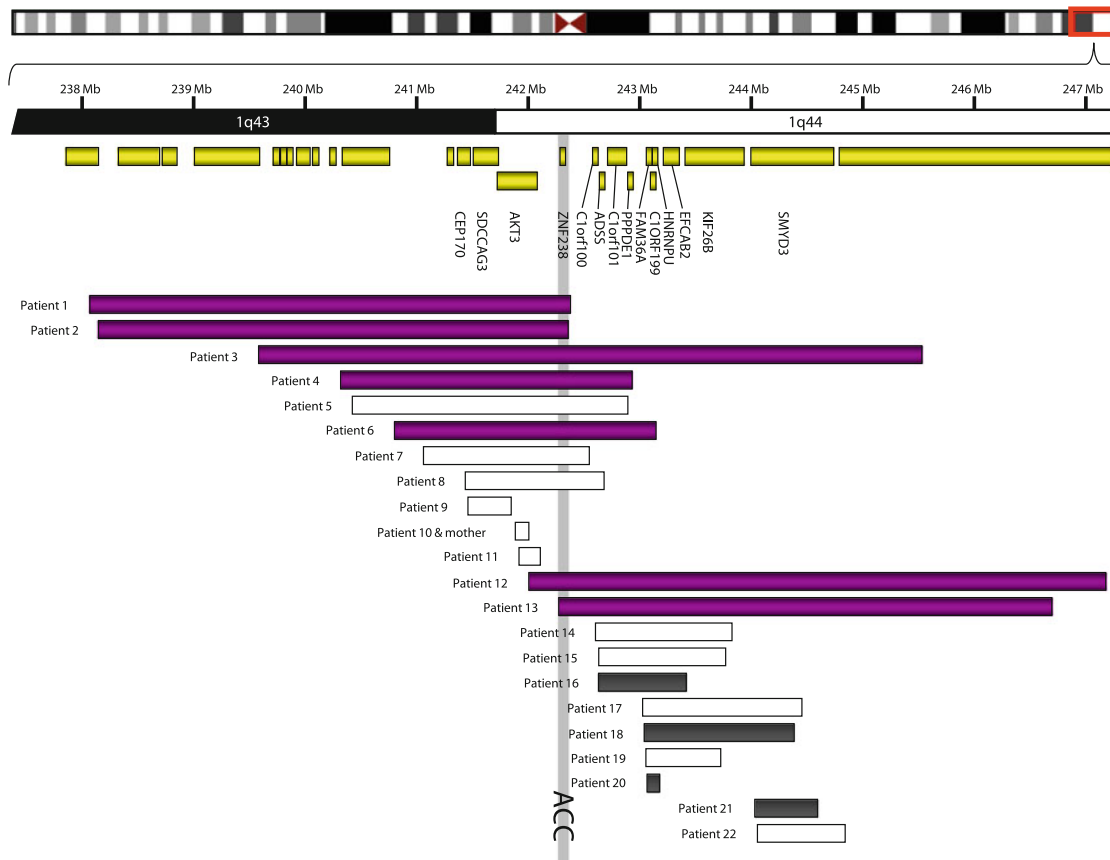 238 Mb 239 Mb 240 Mb 241 Mb 242 Mb 243 Mb 244 Mb 245 Mb 246 Mb 247 Mb
1q43 1q44
CEP170
SDCCAG3
AKT3
ZNF238
C1orf100
ADSS
C1orf101
PPPDE1
FAM36A
C1ORF199
HNRNPU
EFCAB2
KIF26B
SMYD3
Patient 1
Patient 2
Patient 3
Patient 4
Patient 5
Patient 6
Patient 7
Patient 8
Patient 9
Patient 10 & mother
Patient 11
Patient 12
Patient 13
Patient 14
Patient 15
Patient 16
Patient 17
Patient 18
Patient 19
Patient 20
Patient 21
Patient 22
ACC